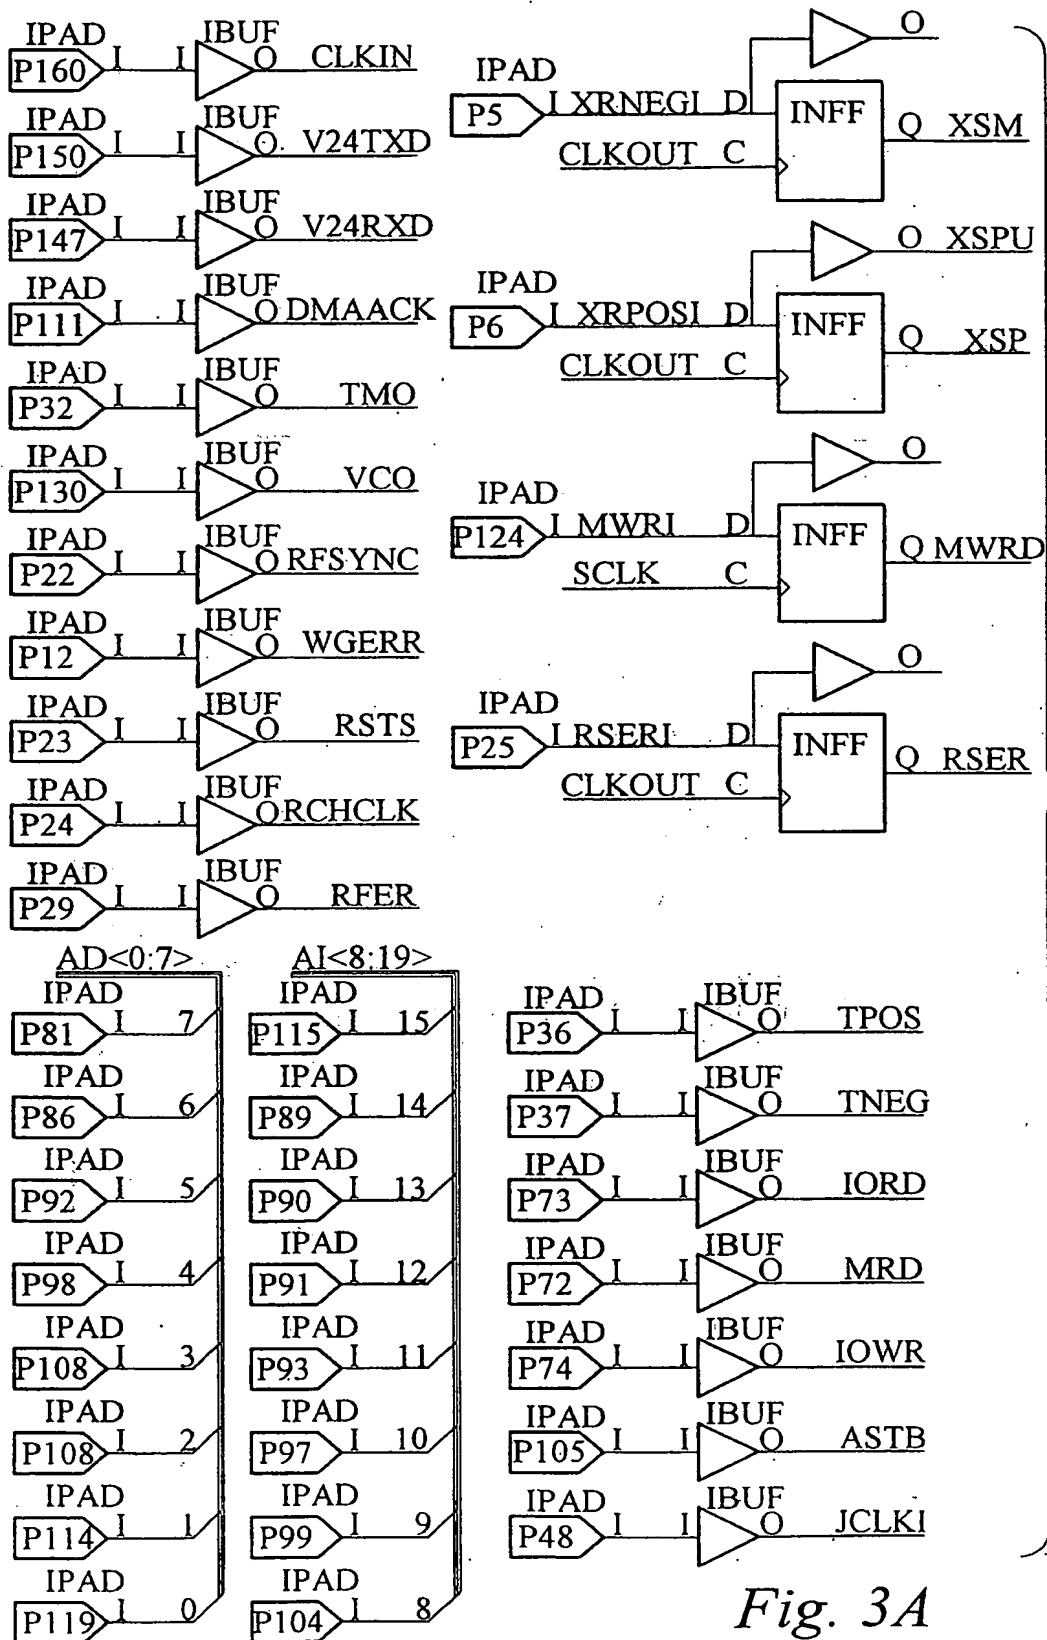 IPAD IBUF
P160 I I O CLKIN
IPAD IBUF
P150 I I O V24TXD
IPAD IBUF
P147 I I O V24RXD
IPAD IBUF
P111 I I O DMAACK
IPAD IBUF
P32 I I O TMO
IPAD IBUF
P130 I I O VCO
IPAD IBUF
P22 I I O RFSYNC
IPAD IBUF
P12 I I O WGERR
IPAD IBUF
P23 I I O RSTS
IPAD IBUF
P24 I I O RCHCLK
IPAD IBUF
P29 I I O RFER
O
IPAD
P5 I XRNEGI D INFF
Q XSM
CLKOUT C
O XSPU
IPAD
P6 I XRPOSI D INFF
Q XSP
CLKOUT C
O
IPAD
P124 I MWRI D INFF
Q MWRD
SCLK C
O
IPAD
P25 I RSERI D INFF
Q RSER
CLKOUT C
AD<0:7>
IPAD
P81 I 7
IPAD
P86 I 6
IPAD
P92 I 5
IPAD
P98 I 4
IPAD
P108 I 3
IPAD
P108 I 2
IPAD
P114 I 1
IPAD
P119 I 0
AI<8:19>
IPAD
P115 I 15
IPAD
P89 I 14
IPAD
P90 I 13
IPAD
P91 I 12
IPAD
P93 I 11
IPAD
P97 I 10
IPAD
P99 I 9
IPAD
P104 I 8
IPAD IBUF
P36 I I O TPOS
IPAD IBUF
P37 I I O TNEG
IPAD IBUF
P73 I I O IORD
IPAD IBUF
P72 I I O MRD
IPAD IBUF
P74 I I O IOWR
IPAD IBUF
P105 I I O ASTB
IPAD IBUF
P48 I I O JCLKI
Fig. 3A